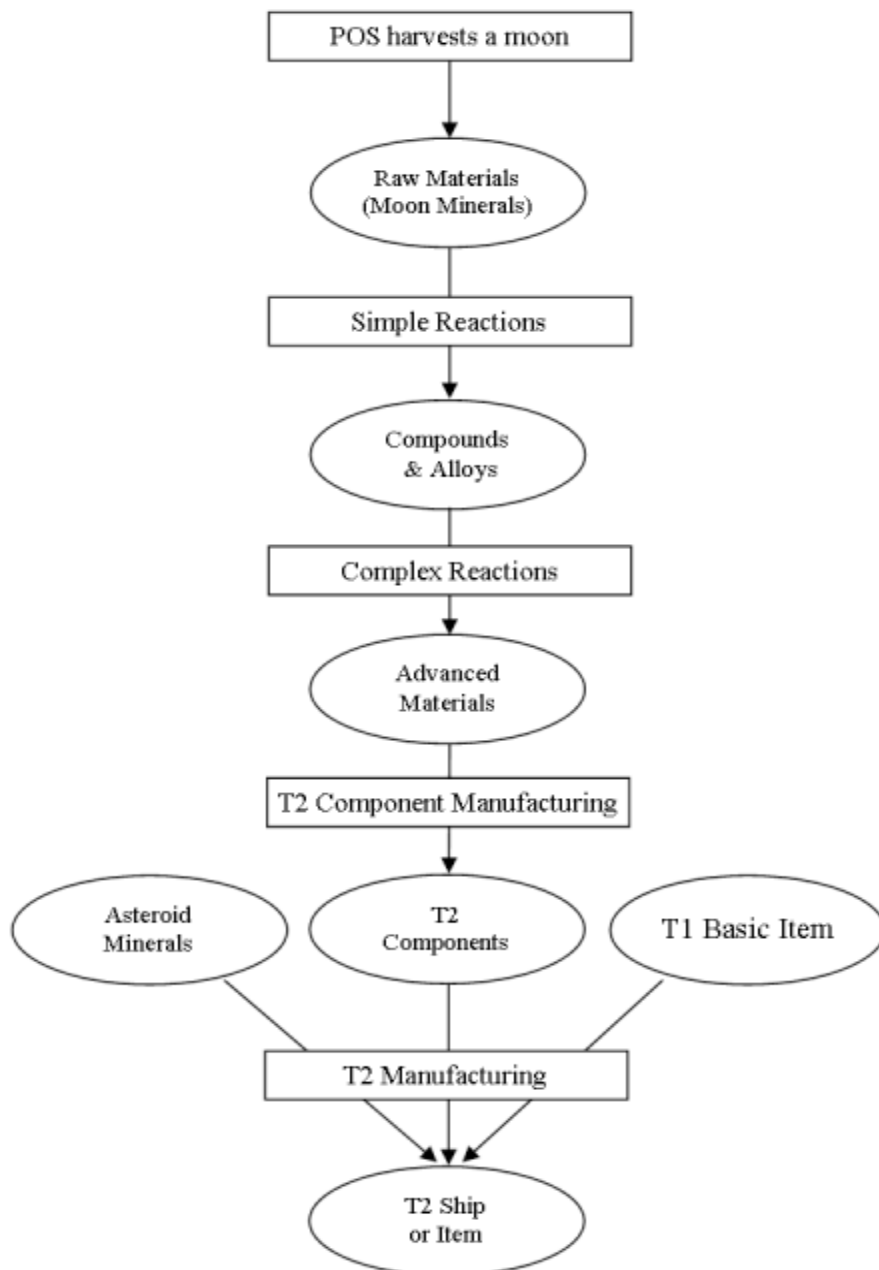 POS harvests a moon
Raw Materials
(Moon Minerals)
Simple Reactions
Compounds
& Alloys
Complex Reactions
Advanced
Materials
T2 Component Manufacturing
Asteroid
Minerals
T2
Components
T1 Basic Item
T2 Manufacturing
T2 Ship
or Item